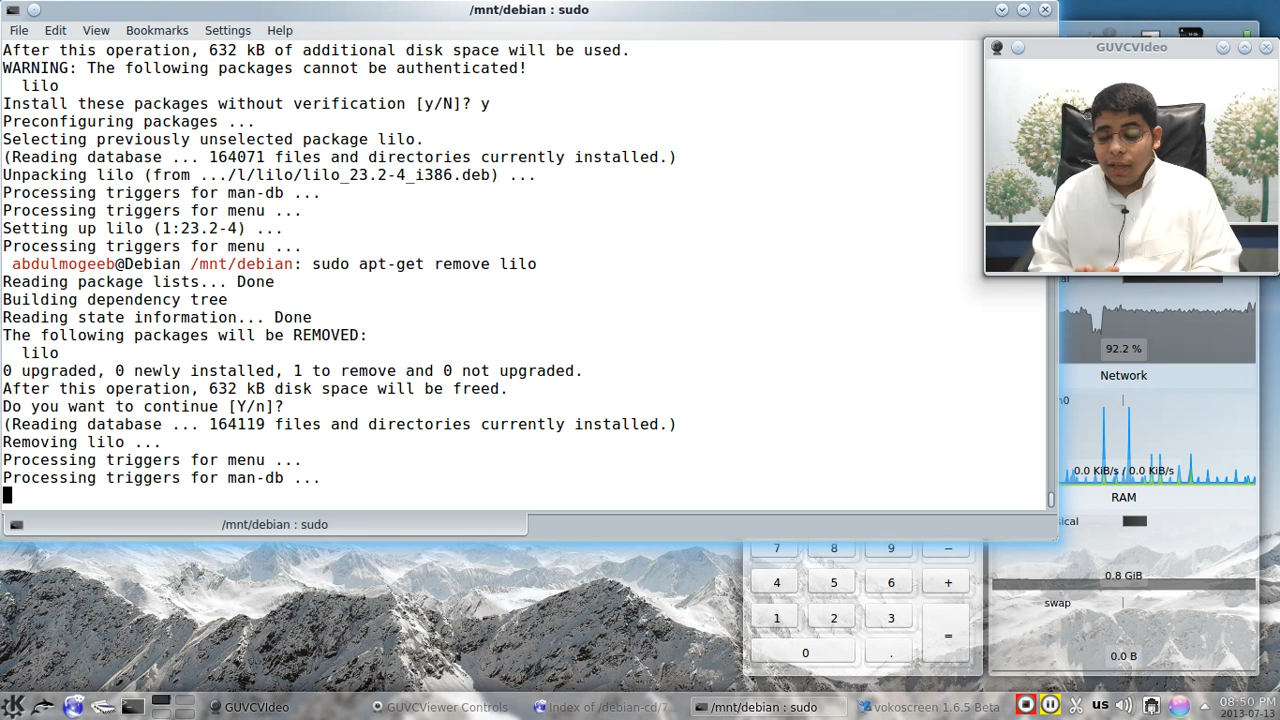 /mnt/debian : sudo
File Edit View Bookmarks Settings Help
After this operation, 632 kB of additional disk space will be used.
WARNING: The following packages cannot be authenticated!
lilo
Install these packages without verification [y/N]? y
Preconfiguring packages ...
Selecting previously unselected package lilo.
(Reading database ... 164071 files and directories currently installed.)
Unpacking lilo (from .../l/lilo/lilo_23.2-4_i386.deb) ...
Processing triggers for man-db ...
Processing triggers for menu ...
Setting up lilo (1:23.2-4) ...
Processing triggers for menu ...
abdulmogeeb@Debian /mnt/debian: sudo apt-get remove lilo
Reading package lists... Done
Building dependency tree
Reading state information... Done
The following packages will be REMOVED:
lilo
0 upgraded, 0 newly installed, 1 to remove and 0 not upgraded.
After this operation, 632 kB disk space will be freed.
Do you want to continue [Y/n]?
(Reading database ... 164119 files and directories currently installed.)
Removing lilo ...
Processing triggers for menu ...
Processing triggers for man-db ...
/mnt/debian : sudo
GUVCVIdeo
92.2 %
Network
0.0 KiB/s / 0.0 KiB/s
RAM
0.8 GiB
swap
0.0 B
7 8 9 −
4 5 6 +
1 2 3 =
0 .
GUVCVIdeo
GUVCViewer Controls
Index of /debian-cd/7.
/mnt/debian : sudo
vokoscreen 1.6.5 Beta
us
08:50 PM
2013-07-13